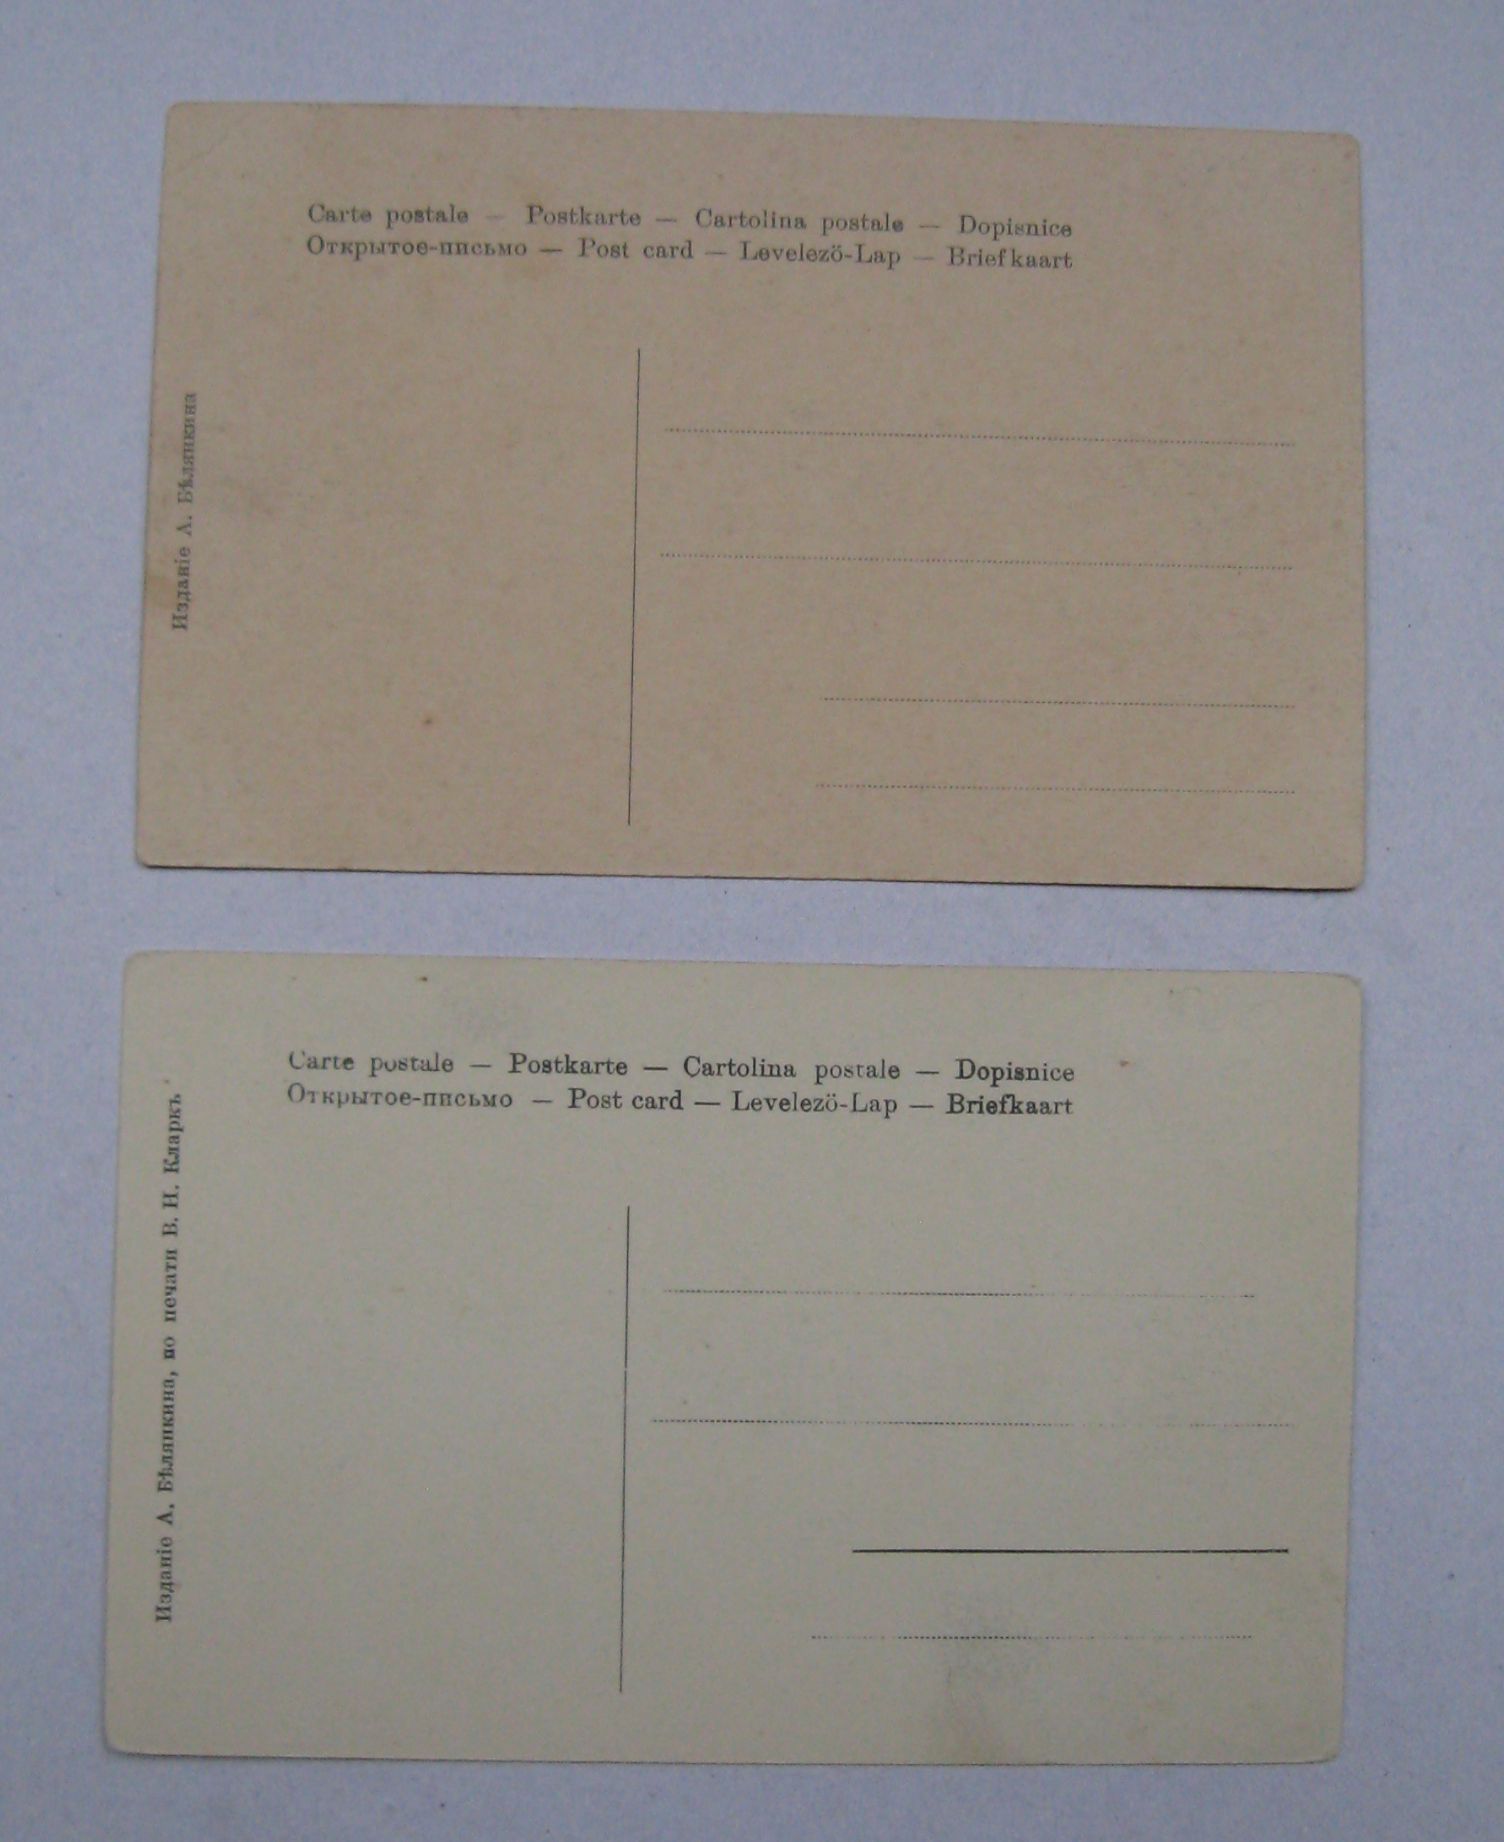 Carte postale — Postkarte — Cartolina postale — Dopisnice
Открытое-письмо — Post card — Levelezö-Lap — Briefkaart
Изданіе А. Бѣлянкина
Carte postale — Postkarte — Cartolina postale — Dopisnice
Открытое-письмо — Post card — Levelezö-Lap — Briefkaart
Изданіе А. Бѣлянкина, по печати В. Н. Кларкъ